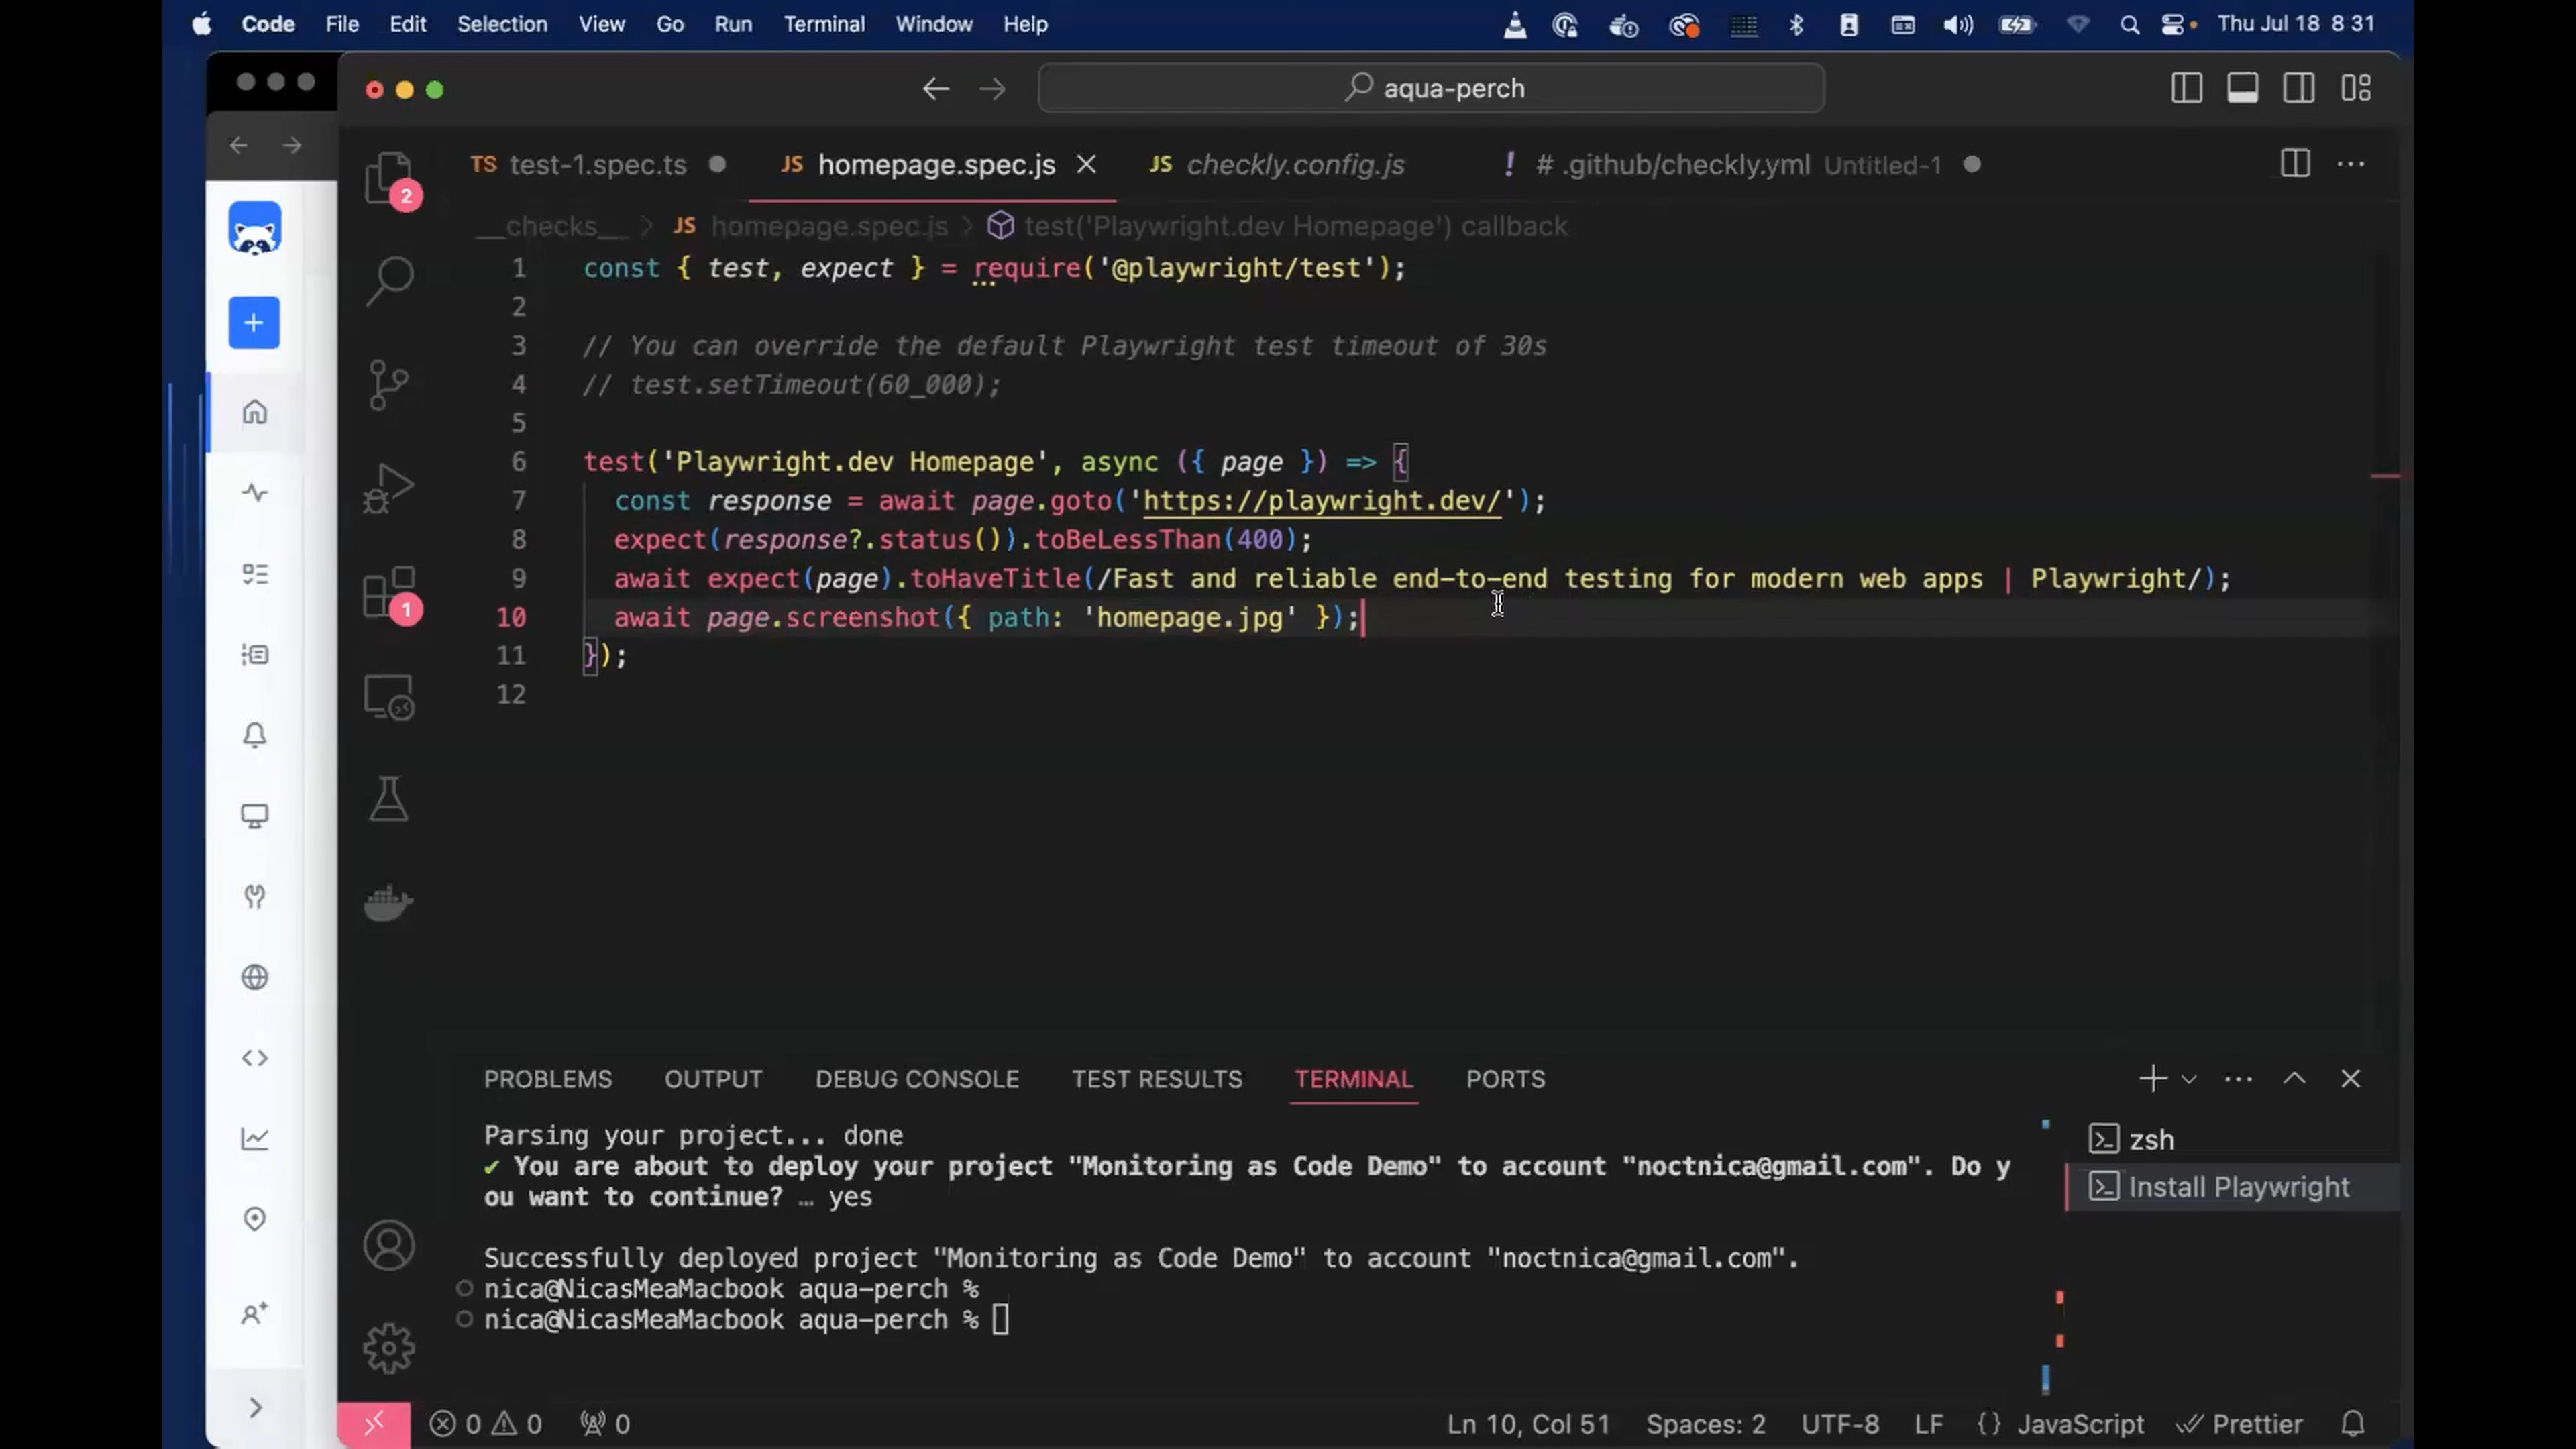 Code File Edit Selection View Go Run Terminal Window Help Thu Jul 18 8 31
aqua-perch
TS test-1.spec.ts JS homepage.spec.js JS checkly.config.js ! # .github/checkly.yml Untitled-1
2
__checks__ > JS homepage.spec.js > test('Playwright.dev Homepage') callback
1 const { test, expect } = require('@playwright/test');
2
3 // You can override the default Playwright test timeout of 30s
4 // test.setTimeout(60_000);
5
6 test('Playwright.dev Homepage', async ({ page }) => {
7 const response = await page.goto('https://playwright.dev/');
8 expect(response?.status()).toBeLessThan(400);
9 await expect(page).toHaveTitle(/Fast and reliable end-to-end testing for modern web apps | Playwright/);
1
10 await page.screenshot({ path: 'homepage.jpg' });
11 });
12
PROBLEMS OUTPUT DEBUG CONSOLE TEST RESULTS TERMINAL PORTS
Parsing your project... done
✔ You are about to deploy your project "Monitoring as Code Demo" to account "noctnica@gmail.com". Do y
ou want to continue? … yes
Successfully deployed project "Monitoring as Code Demo" to account "noctnica@gmail.com".
nica@NicasMeaMacbook aqua-perch %
nica@NicasMeaMacbook aqua-perch %
zsh
Install Playwright
0 0 0 Ln 10, Col 51 Spaces: 2 UTF-8 LF {} JavaScript Prettier